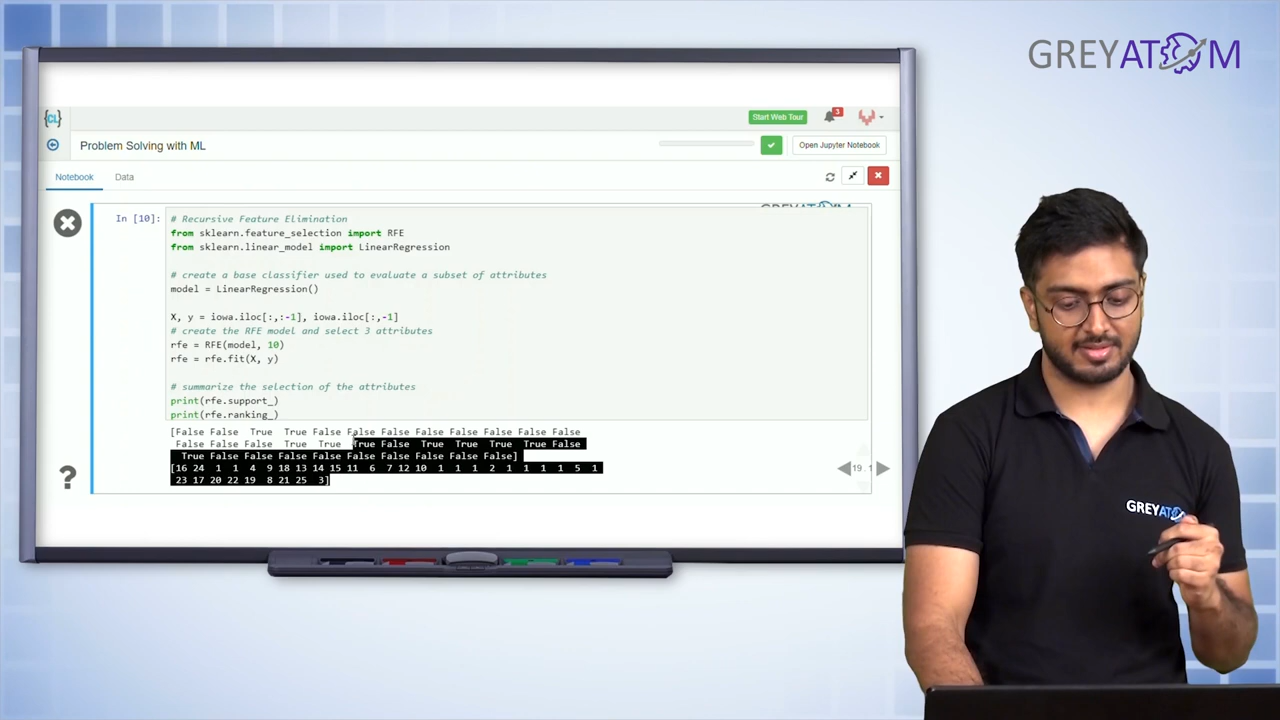 GREYATOM
Start Web Tour
3
Problem Solving with ML
Open Jupyter Notebook
Notebook
Data
In [10]:
# Recursive Feature Elimination
from sklearn.feature_selection import RFE
from sklearn.linear_model import LinearRegression
# create a base classifier used to evaluate a subset of attributes
model = LinearRegression()
X, y = iowa.iloc[:,:-1], iowa.iloc[:,-1]
# create the RFE model and select 3 attributes
rfe = RFE(model, 10)
rfe = rfe.fit(X, y)
# summarize the selection of the attributes
print(rfe.support_)
print(rfe.ranking_)
[False False  True  True False False False False False False False False
False False False  True  True True False  True  True  True  True False
True False False False False False False False False]
[16 24  1  1  4  9 18 13 14 15 11  6  7 12 10  1  1  1  2  1  1  1  1  5  1
23 17 20 22 19  8 21 25  3]
?
GREYATOM